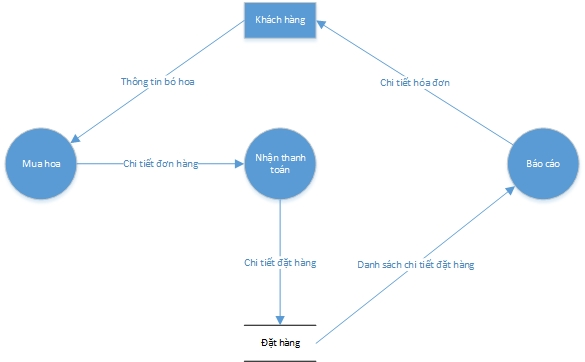 Khách hàng
Thông tin bó hoa
Chi tiết hóa đơn
Mua hoa
Chi tiết đơn hàng
Nhận thanh
toán
Báo cáo
Chi tiết đặt hàng
Danh sách chi tiết đặt hàng
Đặt hàng